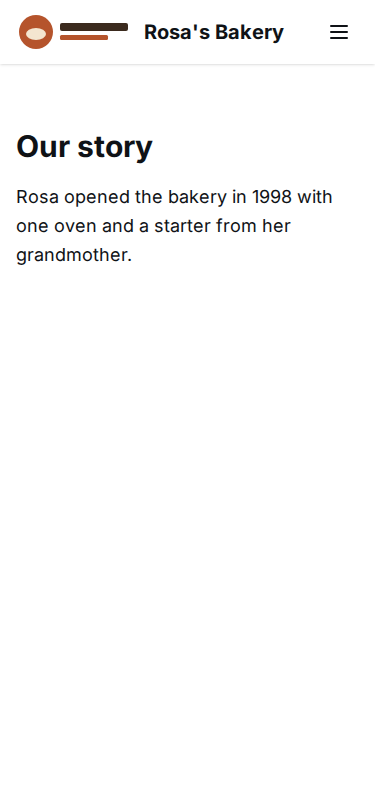 Rosa's Bakery
Our story
Rosa opened the bakery in 1998 with
one oven and a starter from her
grandmother.